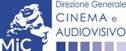 Direzione Generale
CINEMA e
AUDIOVISIVO
MiC